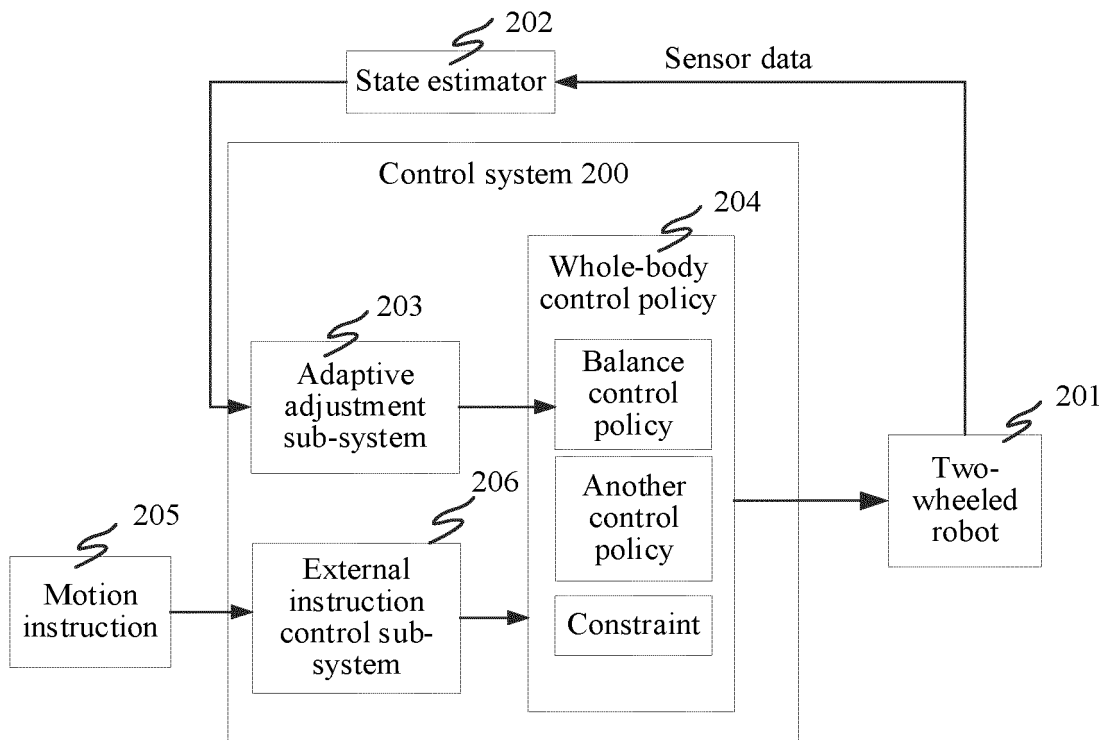 202
State estimator
Sensor data
Control system 200
204
Whole-body
control policy
203
Adaptive
adjustment
sub-system
Balance
control
policy
201
Two-
wheeled
robot
206
Another
control
policy
205
Motion
instruction
External
instruction
control sub-
system
Constraint